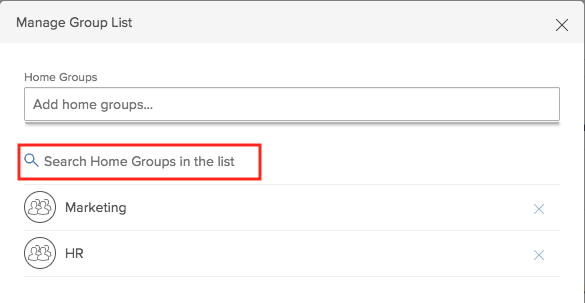 Manage Group List
Home Groups
Add home groups...
Search Home Groups in the list
Marketing
HR